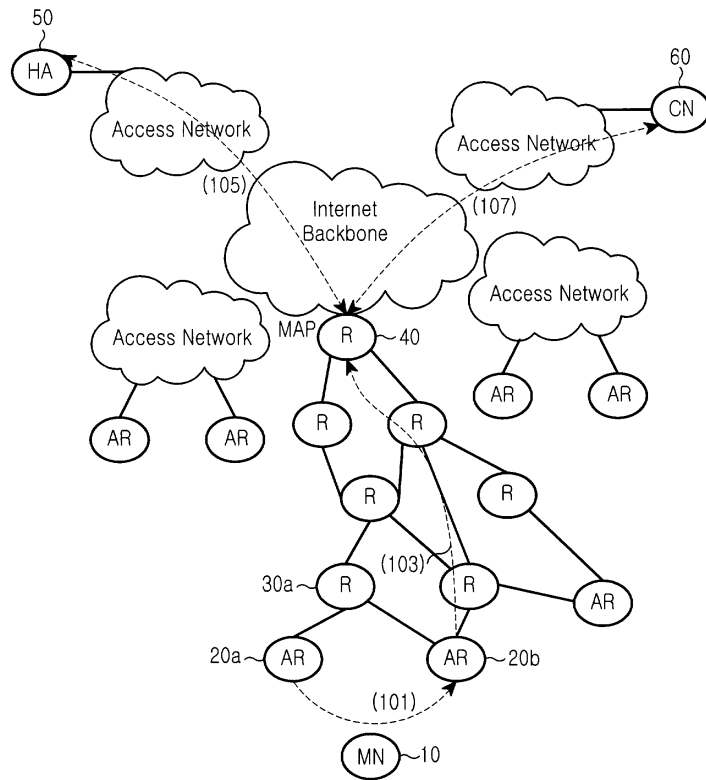 50
HA
60
CN
Access Network
Access Network
(105)
(107)
Internet
Backbone
Access Network
Access Network
MAP
R
40
AR
AR
AR
AR
R
R
R
R
(103)
30a
R
R
AR
20a
AR
AR
20b
(101)
MN
10